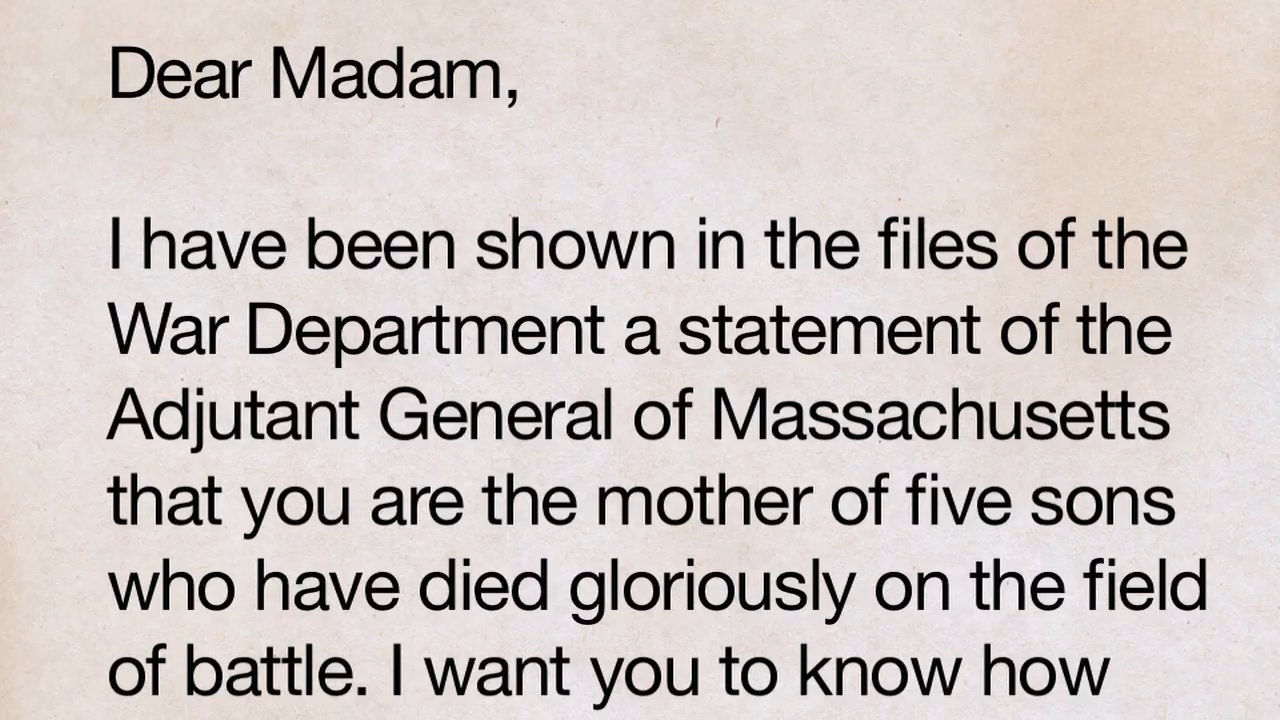 Dear Madam,
I have been shown in the files of the
War Department a statement of the
Adjutant General of Massachusetts
that you are the mother of five sons
who have died gloriously on the field
of battle. I want you to know how